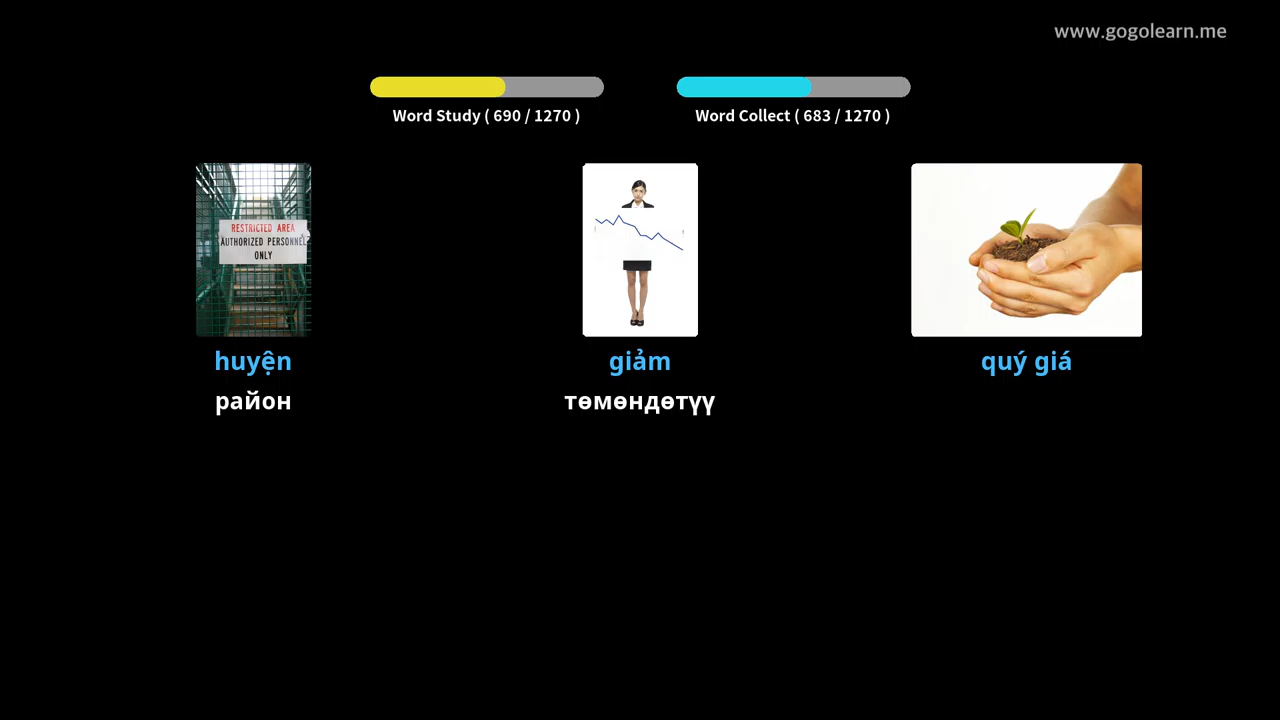 www.gogolearn.me
Word Study ( 690 / 1270 )
Word Collect ( 683 / 1270 )
RESTRICTED AREA
AUTHORIZED PERSONNEL
ONLY
huyện
giảm
quý giá
район
төмөндөтүү